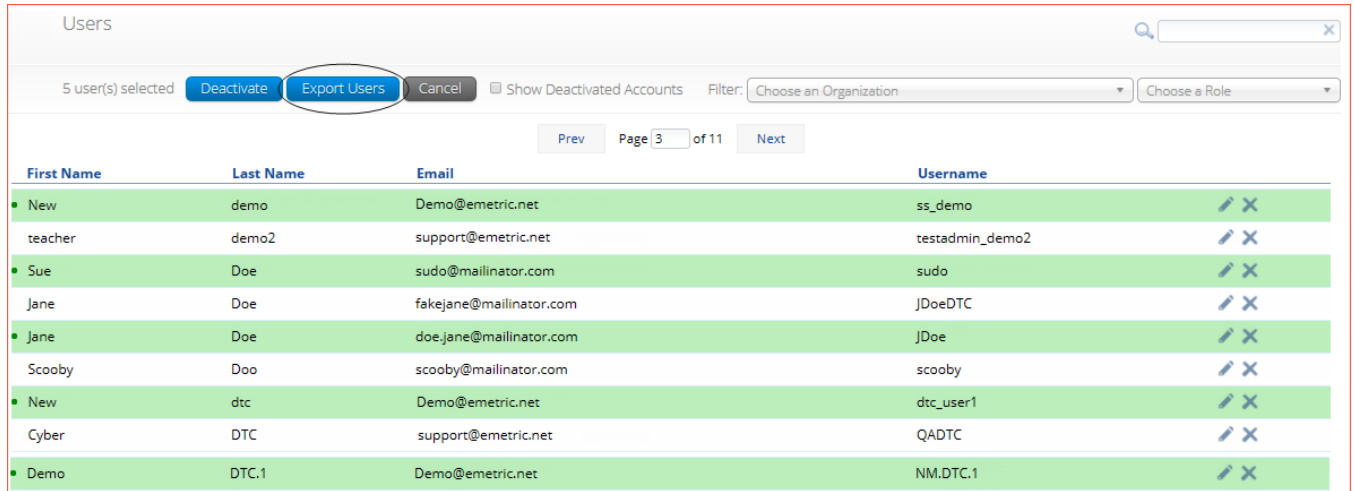 Users
5 user(s) selected Deactivate Export Users Cancel Show Deactivated Accounts Filter: Choose an Organization Choose a Role
Prev Page 3 of 11 Next
First Name Last Name Email Username
New demo Demo@emetric.net ss_demo
teacher demo2 support@emetric.net testadmin_demo2
Sue Doe sudo@mailinator.com sudo
Jane Doe fakejane@mailinator.com JDoeDTC
Jane Doe doe.jane@mailinator.com JDoe
Scooby Doo scooby@mailinator.com scooby
New dtc Demo@emetric.net dtc_user1
Cyber DTC support@emetric.net QADTC
Demo DTC.1 Demo@emetric.net NM.DTC.1